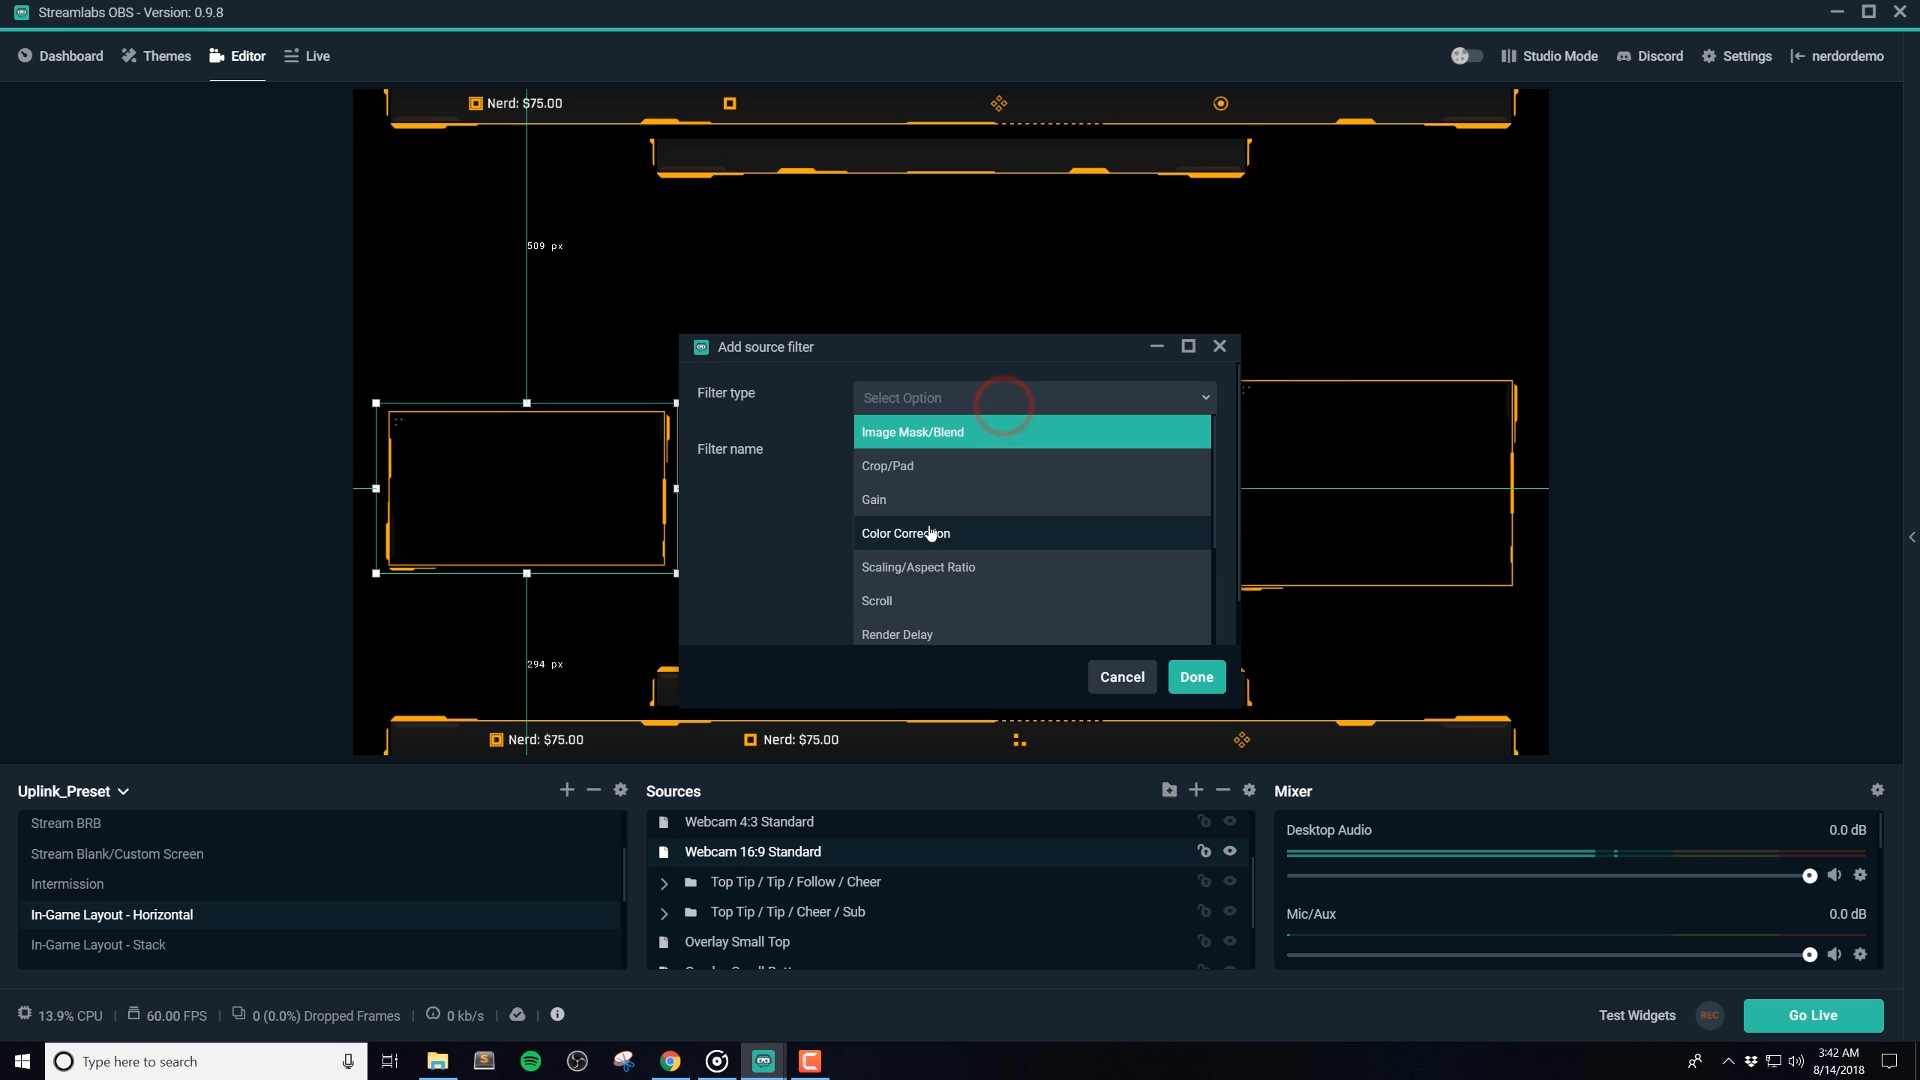 Streamlabs OBS - Version: 0.9.8
Dashboard Themes Editor Live Studio Mode Discord Settings nerdordemo
Nerd: $75.00
509 px
Add source filter
Filter type Select Option
Image Mask/Blend
Filter name
Crop/Pad
Gain
Color Correction
Scaling/Aspect Ratio
Scroll
Render Delay
294 px
Cancel Done
Nerd: $75.00 Nerd: $75.00
Uplink_Preset Sources Mixer
Stream BRB
Stream Blank/Custom Screen
Intermission
In-Game Layout - Horizontal
In-Game Layout - Stack
Webcam 4:3 Standard
Webcam 16:9 Standard
Top Tip / Tip / Follow / Cheer
Top Tip / Tip / Cheer / Sub
Overlay Small Top
Desktop Audio 0.0 dB
Mic/Aux 0.0 dB
13.9% CPU 60.00 FPS 0 (0.0%) Dropped Frames 0 kb/s Test Widgets REC Go Live
Type here to search
3:42 AM
8/14/2018